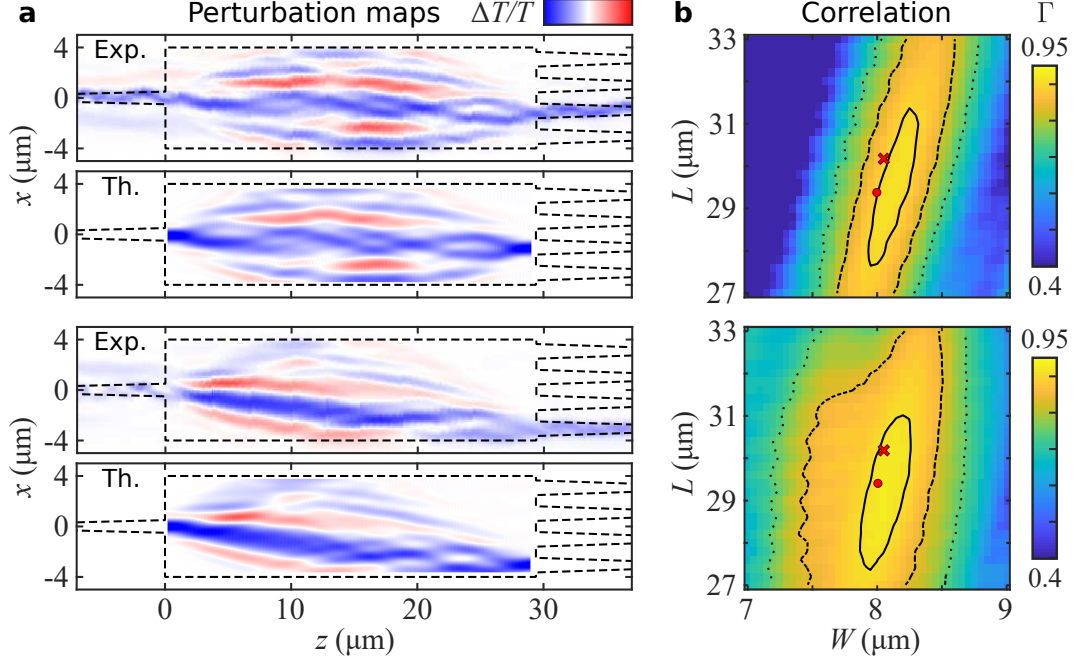 a Perturbation maps ΔT/T
4
Exp.
0
-4
x (μm)
4
Th.
0
-4
4
Exp.
0
-4
x (μm)
4
Th.
0
-4
0 10 20 30
z (μm)
b Correlation Γ
33
31
29
27
L (μm)
0.95
0.4
33
31
29
27
L (μm)
0.95
0.4
7 8 9
W (μm)